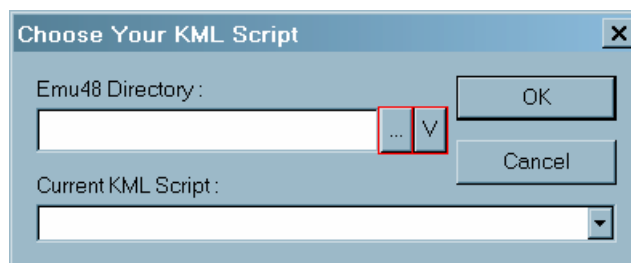 Choose Your KML Script
Emu48 Directory :
OK
... V
Cancel
Current KML Script :